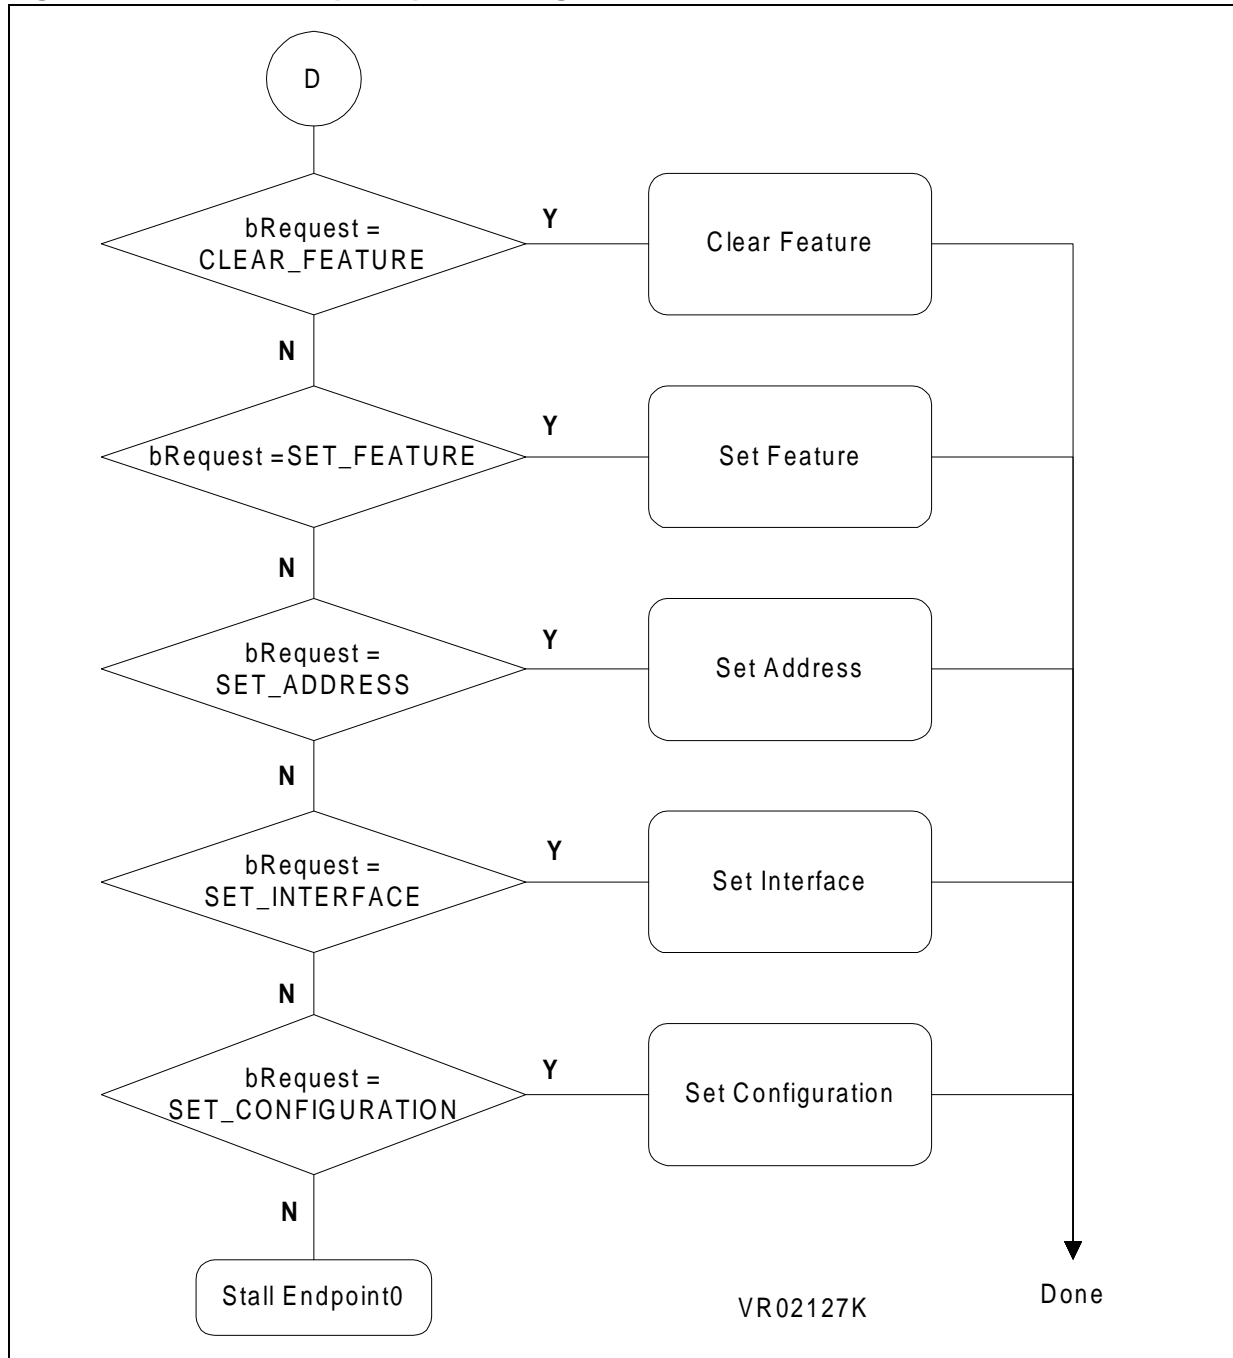 D
bRequest =
CLEAR_FEATURE
Y
Clear Feature
N
bRequest =SET_FEATURE
Y
Set Feature
N
bRequest =
SET_ADDRESS
Y
Set Address
N
bRequest =
SET_INTERFACE
Y
Set Interface
N
bRequest =
SET_CONFIGURATION
Y
Set Configuration
N
Stall Endpoint0
VR02127K
Done